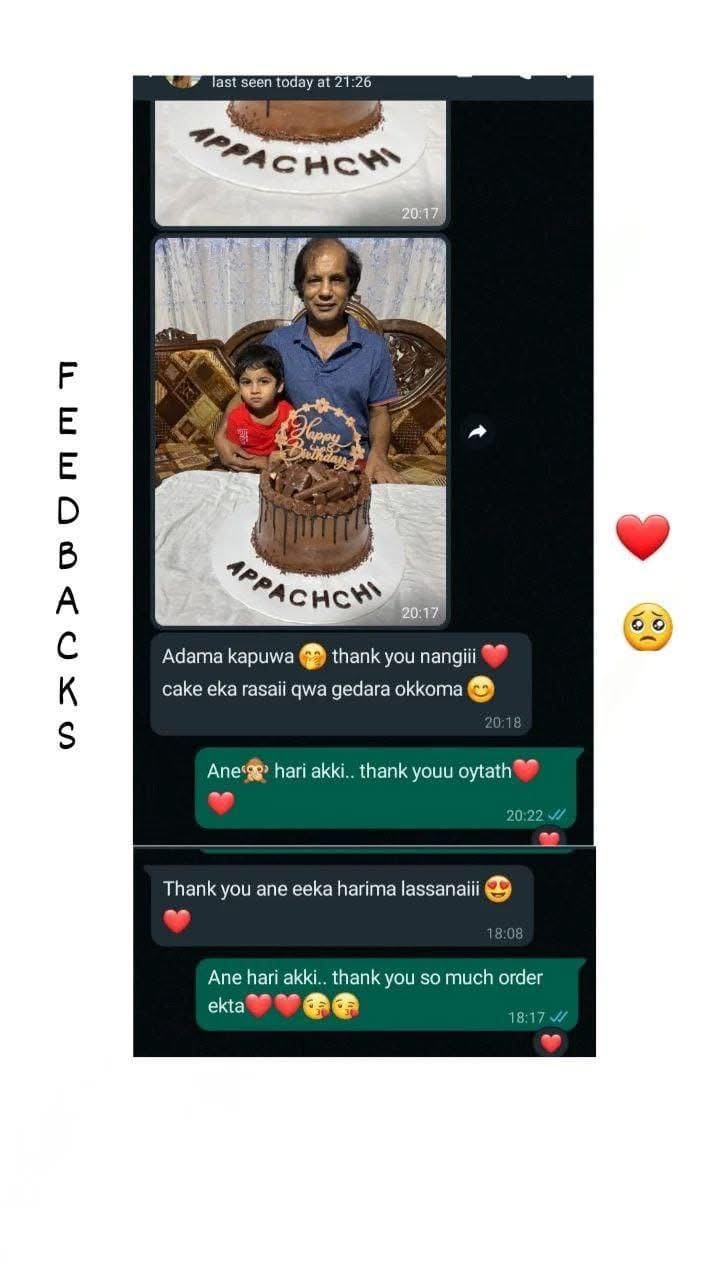 last seen today at 21:26
APPACHCHI
20:17
Happy
Birthday
APPACHCHI
20:17
FEEDBACKS
Adama kapuwa 🤭 thank you nangiii ❤️
cake eka rasaii qwa gedara okkoma 😊
20:18
Ane🙊 hari akki.. thank youu oytath❤️
❤️
20:22
Thank you ane eeka harima lassanaiii 😍
❤️
18:08
Ane hari akki.. thank you so much order
ekta❤️❤️😘😘
18:17